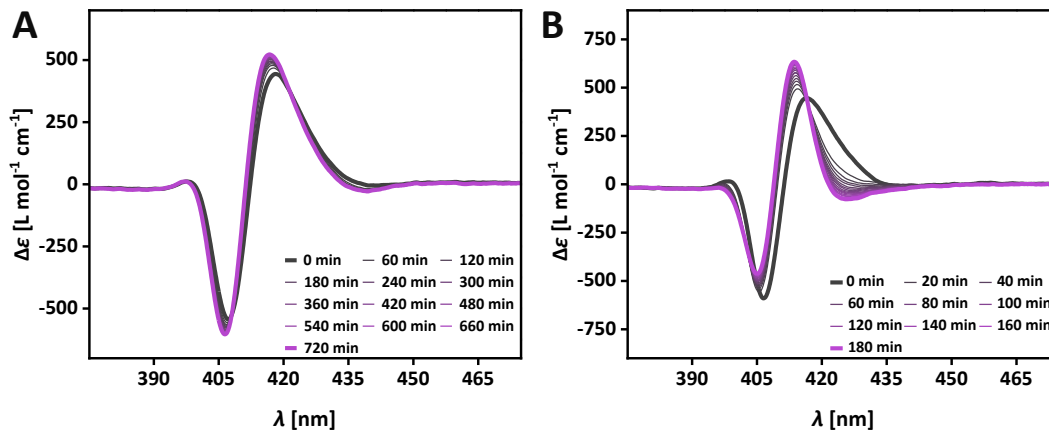 A
500
250
0
-250
-500
Δε [L mol⁻¹ cm⁻¹]
0 min 60 min 120 min
180 min 240 min 300 min
360 min 420 min 480 min
540 min 600 min 660 min
720 min
390 405 420 435 450 465
λ [nm]
B
750
500
250
0
-250
-500
-750
Δε [L mol⁻¹ cm⁻¹]
0 min 20 min 40 min
60 min 80 min 100 min
120 min 140 min 160 min
180 min
390 405 420 435 450 465
λ [nm]